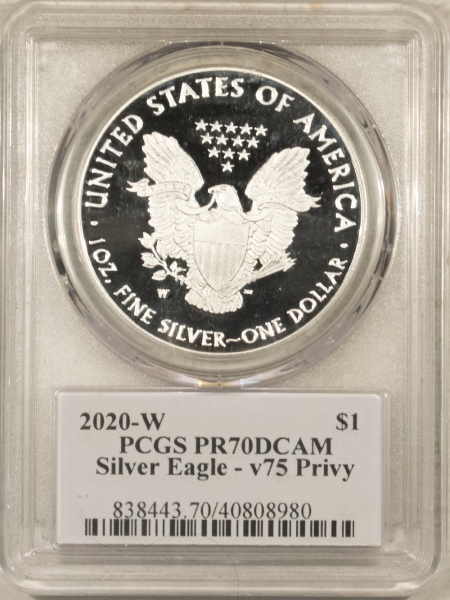 UNITED STATES OF AMERICA
W
1 OZ. FINE SILVER~ONE DOLLAR
2020-W $1
PCGS PR70DCAM
Silver Eagle - v75 Privy
838443.70/40808980